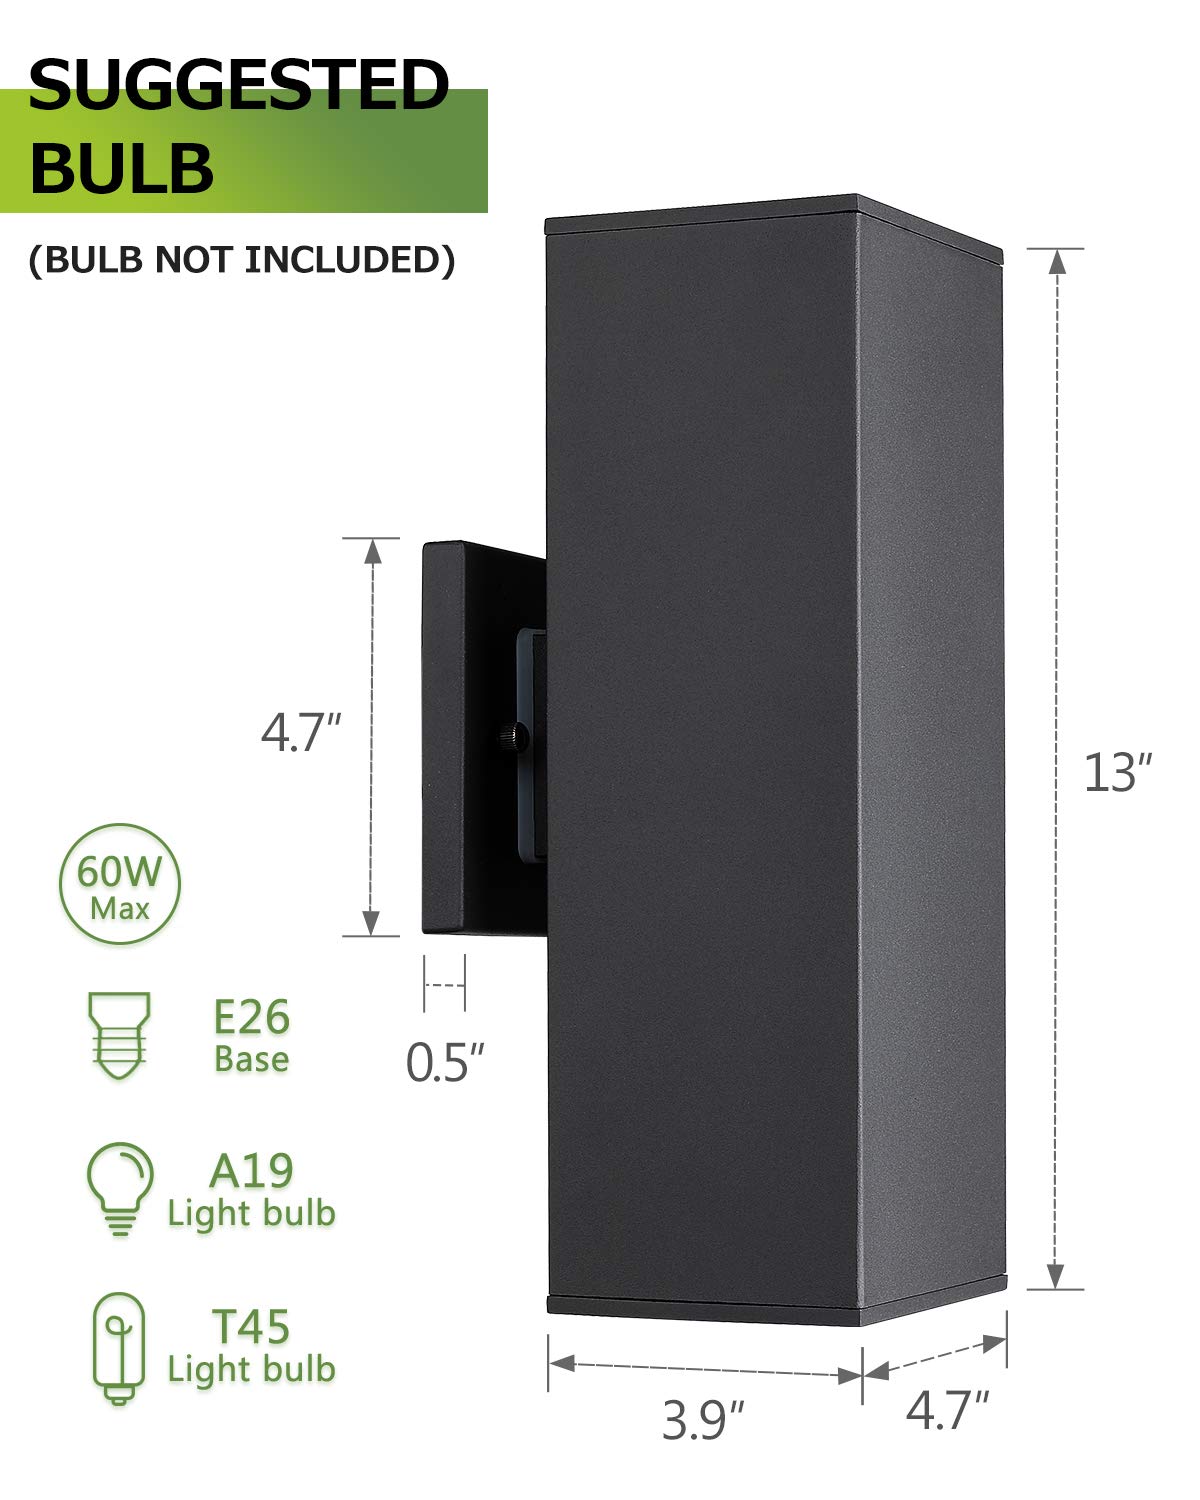 SUGGESTED
BULB
(BULB NOT INCLUDED)
4.7"
13"
60W
Max
0.5"
E26
Base
A19
Light bulb
T45
Light bulb
3.9"
4.7"